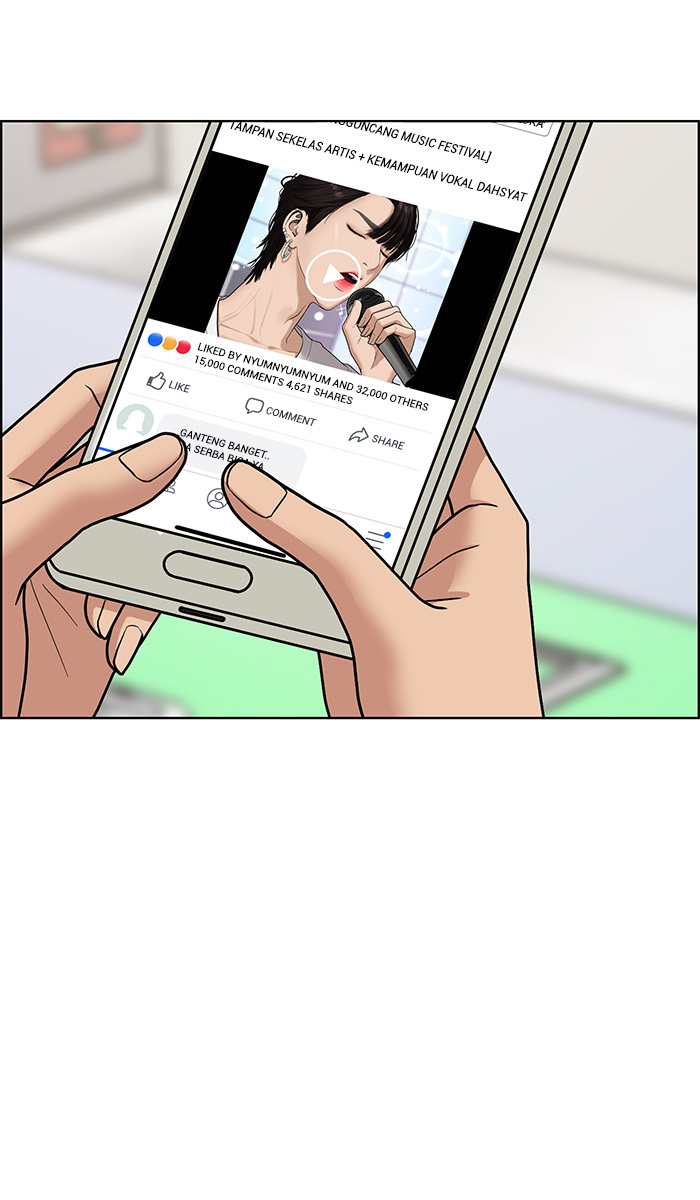 MUSIC FESTIVAL]
TAMPAN SEKELAS ARTIS + KEMAMPUAN VOKAL DAHSYAT
LIKED BY NYUMNYUMNYUM AND 32,000 OTHERS
15,000 COMMENTS 4,621 SHARES
LIKE
COMMENT
SHARE
GANTENG BANGET..
SERBA BISA YA